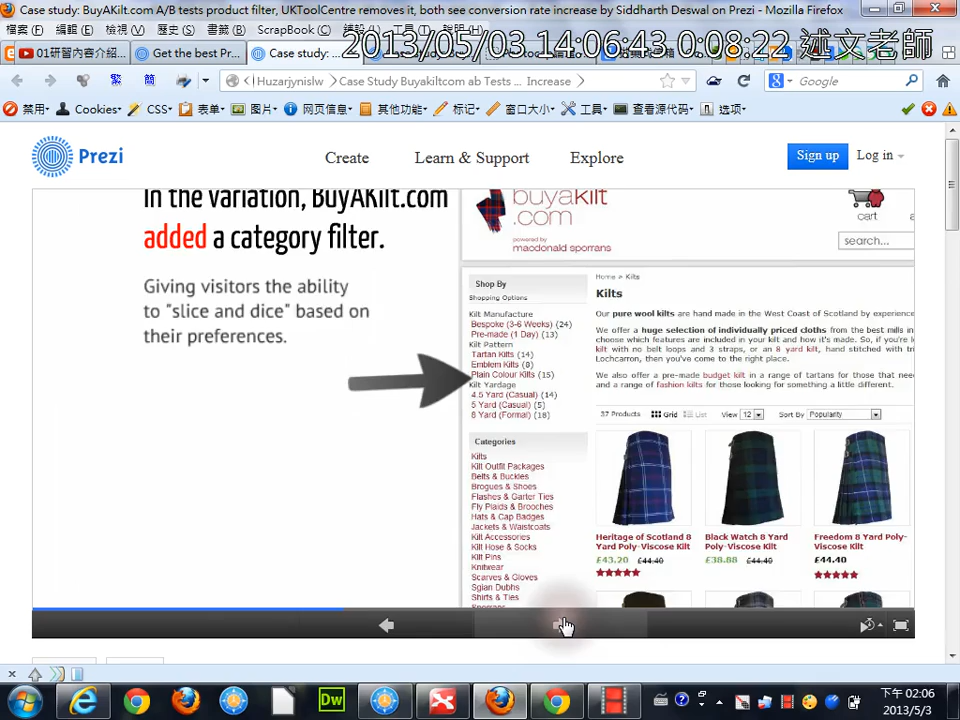 Case study: BuyAKilt.com A/B tests product filter, UKToolCentre removes it, both see conversion rate increase by Siddharth Deswal on Prezi - Mozilla Firefox
檔案(F) 編輯(E) 檢視(V) 歷史(S) 書籤(B) ScrapBook(C)
2013/05/03 14:06:43 0:08:22 述文老師
01研習內容介紹...
Get the best Pr...
Case study: ...
繁 簡
Huzarjynislw Case Study Buyakiltcom ab Tests ... Increase
Google
禁用 Cookies CSS 表单 图片 网页信息 其他功能 标记 窗口大小 工具 查看源代码 选项
Prezi
Create Learn & Support Explore
Sign up Log in
In the variation, BuyAKilt.com
added a category filter.
Giving visitors the ability
to "slice and dice" based on
their preferences.
buyakilt
.com
powered by
macdonald sporrans
cart
search...
Shop By
Shopping Options
Kilt Manufacture
Bespoke (3-6 Weeks) (24)
Pre-made (1 Day) (13)
Kilt Pattern
Tartan Kilts (14)
Emblem Kilts (8)
Plain Colour Kilts (15)
Kilt Yardage
4.5 Yard (Casual) (14)
5 Yard (Casual) (5)
8 Yard (Formal) (18)
Categories
Kilts
Kilt Outfit Packages
Belts & Buckles
Brogues & Shoes
Flashes & Garter Ties
Fly Plaids & Brooches
Hats & Cap Badges
Jackets & Waistcoats
Kilt Accessories
Kilt Hose & Socks
Kilt Pins
Knitwear
Scarves & Gloves
Sgian Dubhs
Shirts & Ties
Home > Kilts
Kilts
Our pure wool kilts are hand made in the West Coast of Scotland by experience
We offer a huge selection of individually priced cloths from the best mills in
choose which features are included in your kilt and how it's made. So, if you're l
kilt with no belt loops and 3 straps, or an 8 yard kilt, hand stitched with tr
Lochcarron, then you've come to the right place.
We also offer a pre-made budget kilt in a range of tartans for those that need
and a range of fashion kilts for those looking for something a little different.
37 Products Grid List View 12 Sort By Popularity
Heritage of Scotland 8
Yard Poly-Viscose Kilt
£43.20 £44.40
Black Watch 8 Yard
Poly-Viscose Kilt
£38.88 £44.40
Freedom 8 Yard Poly-
Viscose Kilt
£44.40
Dw
下午 02:06
2013/5/3